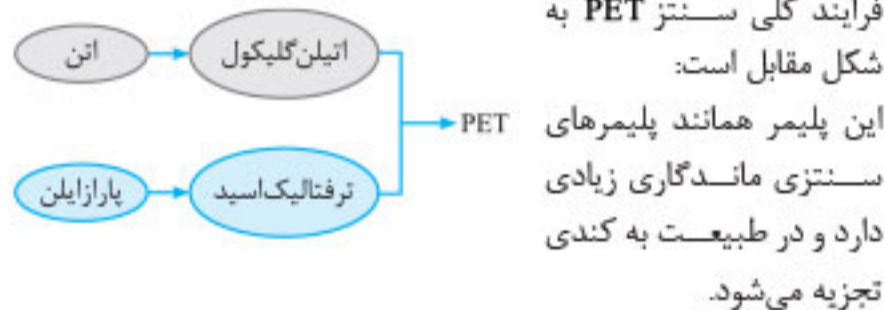 فرایند کلی سنتز PET به
شکل مقابل است:
این پلیمر همانند پلیمرهای
سنتزی ماندگاری زیادی
دارد و در طبیعت به کندی
تجزیه می‌شود.
اتن
اتیلن‌گلیکول
PET
پارازایلن
ترفتالیک‌اسید